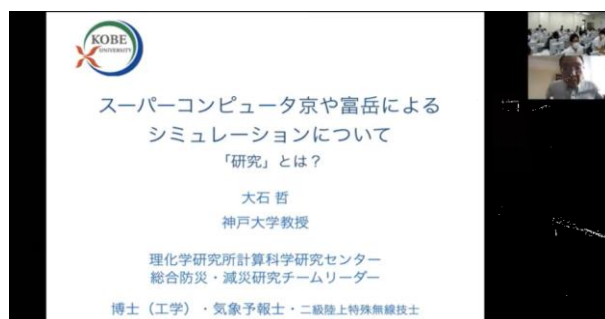 KOBE
UNIVERSITY
スーパーコンピュータ京や富岳による
シミュレーションについて
「研究」とは？
大石 哲
神戸大学教授
理化学研究所計算科学研究センター
総合防災・減災研究チームリーダー
博士（工学）・気象予報士・二級陸上特殊無線技士